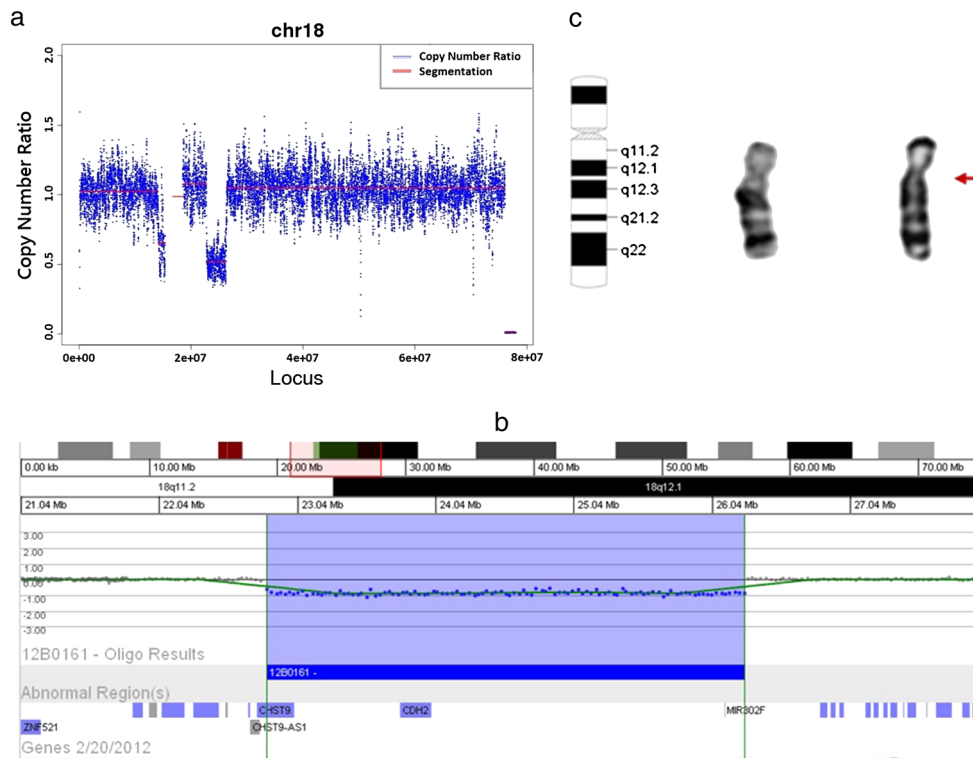 a
c
chr18
Copy Number Ratio
Segmentation
Copy Number Ratio
2.0
1.5
1.0
0.5
0.0
0e+00 2e+07 4e+07 6e+07 8e+07
Locus
q11.2
q12.1
q12.3
q21.2
q22
b
0.00 kb 10.00 Mb 20.00 Mb 30.00 Mb 40.00 Mb 50.00 Mb 60.00 Mb 70.00 Mb
18q11.2 18q12.1
21.04 Mb 22.04 Mb 23.04 Mb 24.04 Mb 25.04 Mb 26.04 Mb 27.04 Mb
3.00
2.00
1.00
0.00
-1.00
-2.00
-3.00
12B0161 - Oligo Results
12B0161 -
Abnormal Region(s)
CHST9 CDH2 MIR302F
ZNF521 CHST9-AS1
Genes 2/20/2012